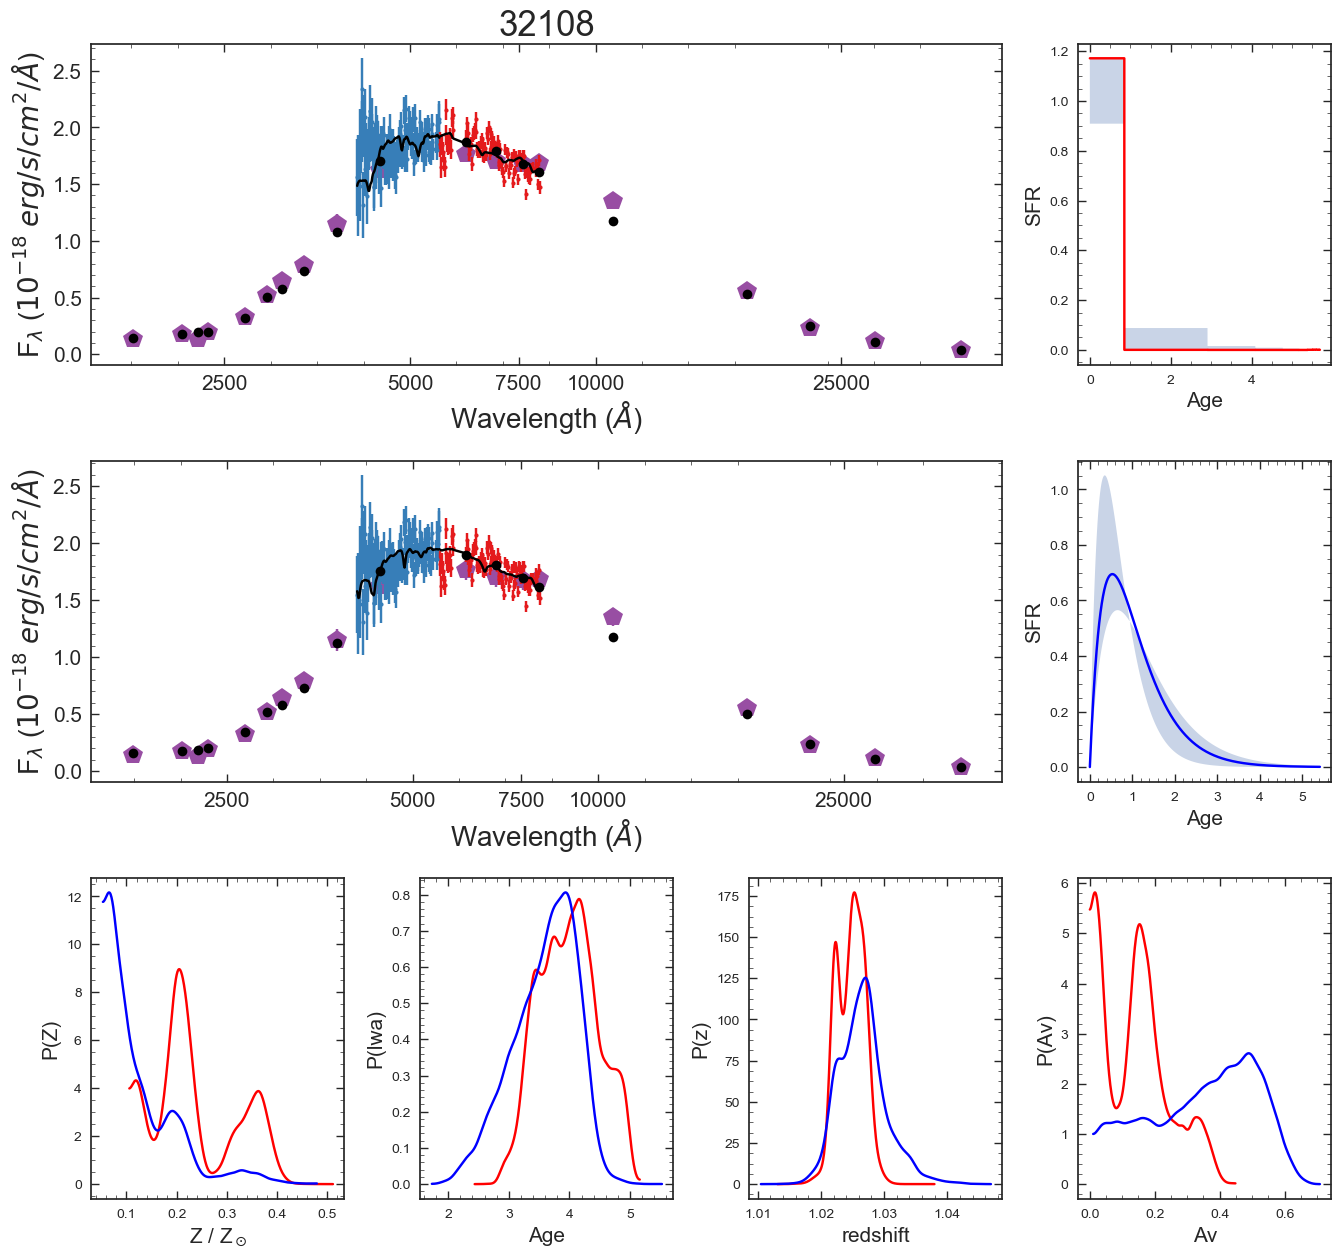 32108
F_λ (10^−18 erg/s/cm^2/Å)
0.0 0.5 1.0 1.5 2.0 2.5
2500 5000 7500 10000 25000
Wavelength (Å)
SFR
0.0 0.2 0.4 0.6 0.8 1.0 1.2
0 2 4
Age
F_λ (10^−18 erg/s/cm^2/Å)
0.0 0.5 1.0 1.5 2.0 2.5
2500 5000 7500 10000 25000
Wavelength (Å)
SFR
0.0 0.2 0.4 0.6 0.8 1.0
0 1 2 3 4 5
Age
P(Z)
0 2 4 6 8 10 12
0.1 0.2 0.3 0.4 0.5
Z / Z_⊙
P(lwa)
0.0 0.1 0.2 0.3 0.4 0.5 0.6 0.7 0.8
2 3 4 5
Age
P(z)
0 25 50 75 100 125 150 175
1.01 1.02 1.03 1.04
redshift
P(Av)
0 1 2 3 4 5 6
0.0 0.2 0.4 0.6
Av